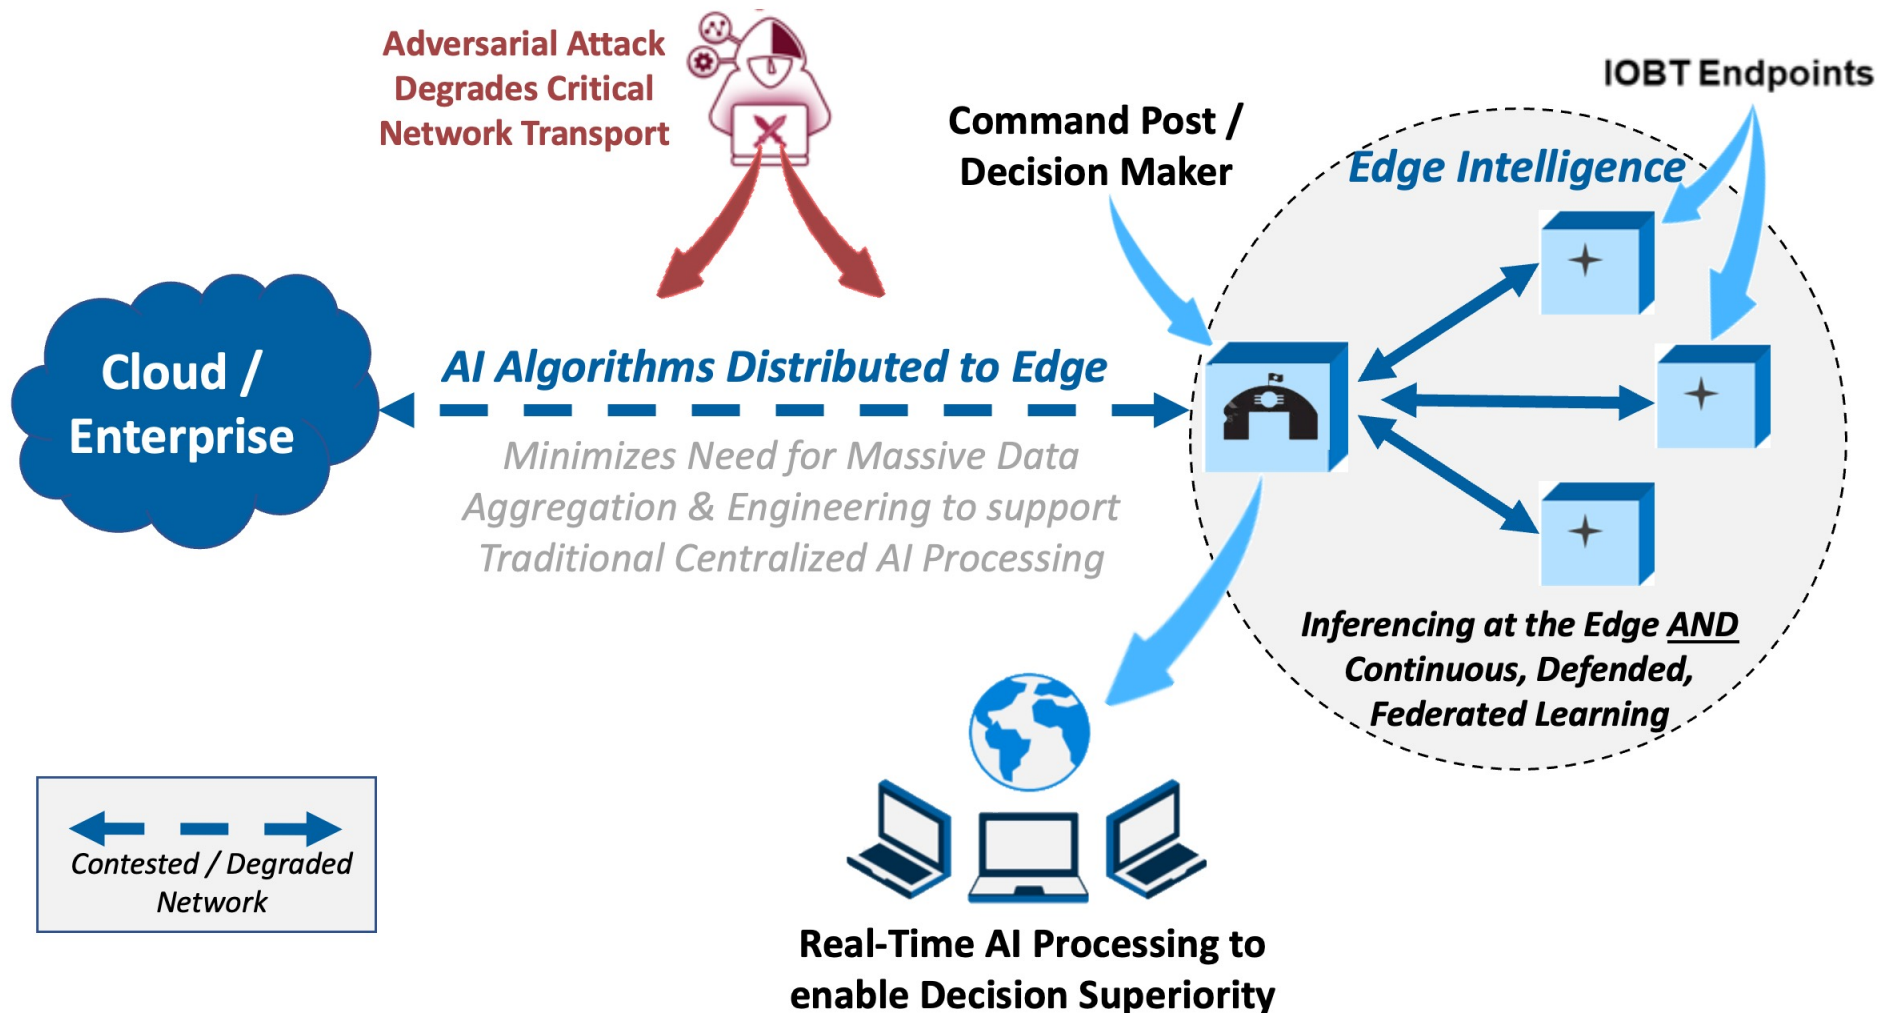 Adversarial Attack
Degrades Critical
Network Transport
IOBT Endpoints
Command Post /
Decision Maker
Edge Intelligence
Cloud /
Enterprise
AI Algorithms Distributed to Edge
Minimizes Need for Massive Data
Aggregation & Engineering to support
Traditional Centralized AI Processing
Inferencing at the Edge AND
Continuous, Defended,
Federated Learning
Contested / Degraded
Network
Real-Time AI Processing to
enable Decision Superiority